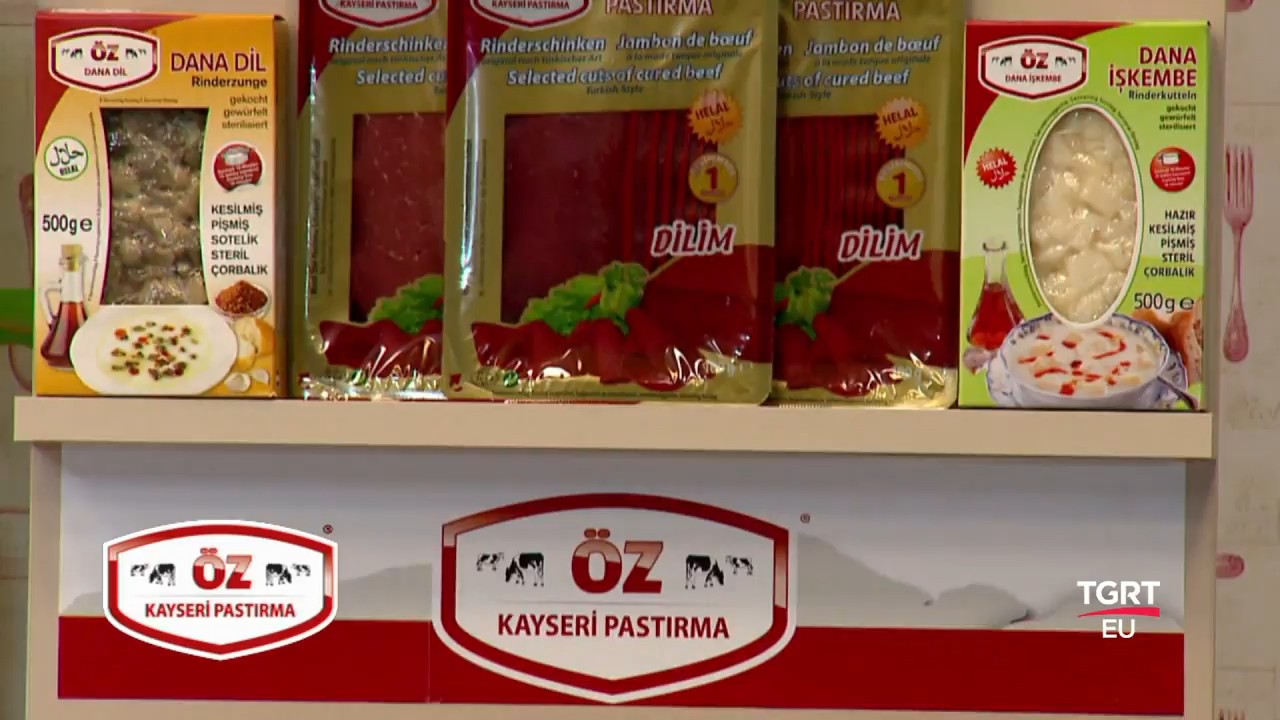 ÖZ
DANA DİL
DANA DİL
Rinderzunge
gekocht
gewürfelt
sterilisiert
حلال
HELAL
500g e
KESİLMİŞ
PİŞMİŞ
SOTELİK
STERİL
ÇORBALIK
KAYSERİ PASTIRMA
Rinderschinken
Selected cu
KAYSERİ PASTIRMA
PASTIRMA
Rinderschinken Jambon de bœuf
Selected cuts of cured beef
Turkish Style
HELAL
1
DİLİM
PASTIRMA
en Jambon de bœuf
uts of cured beef
HELAL
1
DİLİM
ÖZ
DANA İŞKEMBE
DANA
İŞKEMBE
Rinderkutteln
gekocht
gewürfelt
sterilisiert
HELAL
HAZIR
KESİLMİŞ
PİŞMİŞ
STERİL
ÇORBALIK
500g e
ÖZ
KAYSERİ PASTIRMA
®
ÖZ
KAYSERİ PASTIRMA
®
TGRT
EU